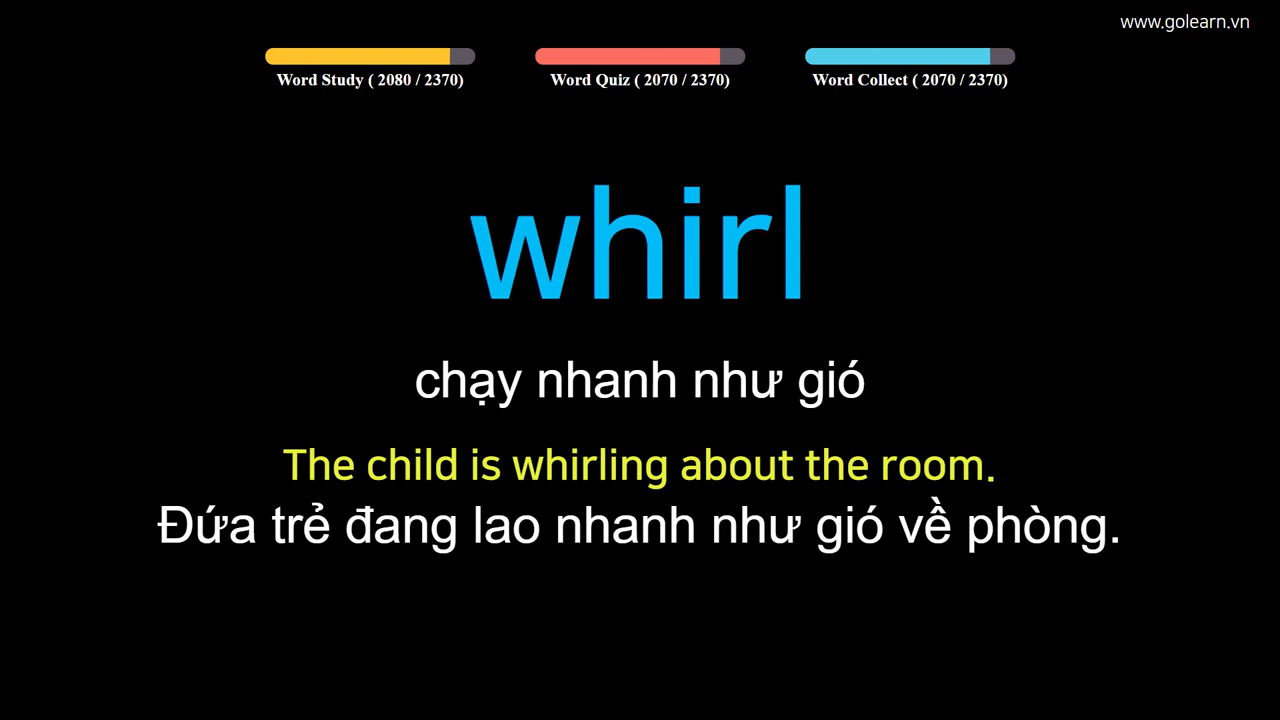 www.golearn.vn
Word Study ( 2080 / 2370)
Word Quiz ( 2070 / 2370)
Word Collect ( 2070 / 2370)
whirl
chạy nhanh như gió
The child is whirling about the room.
Đứa trẻ đang lao nhanh như gió về phòng.